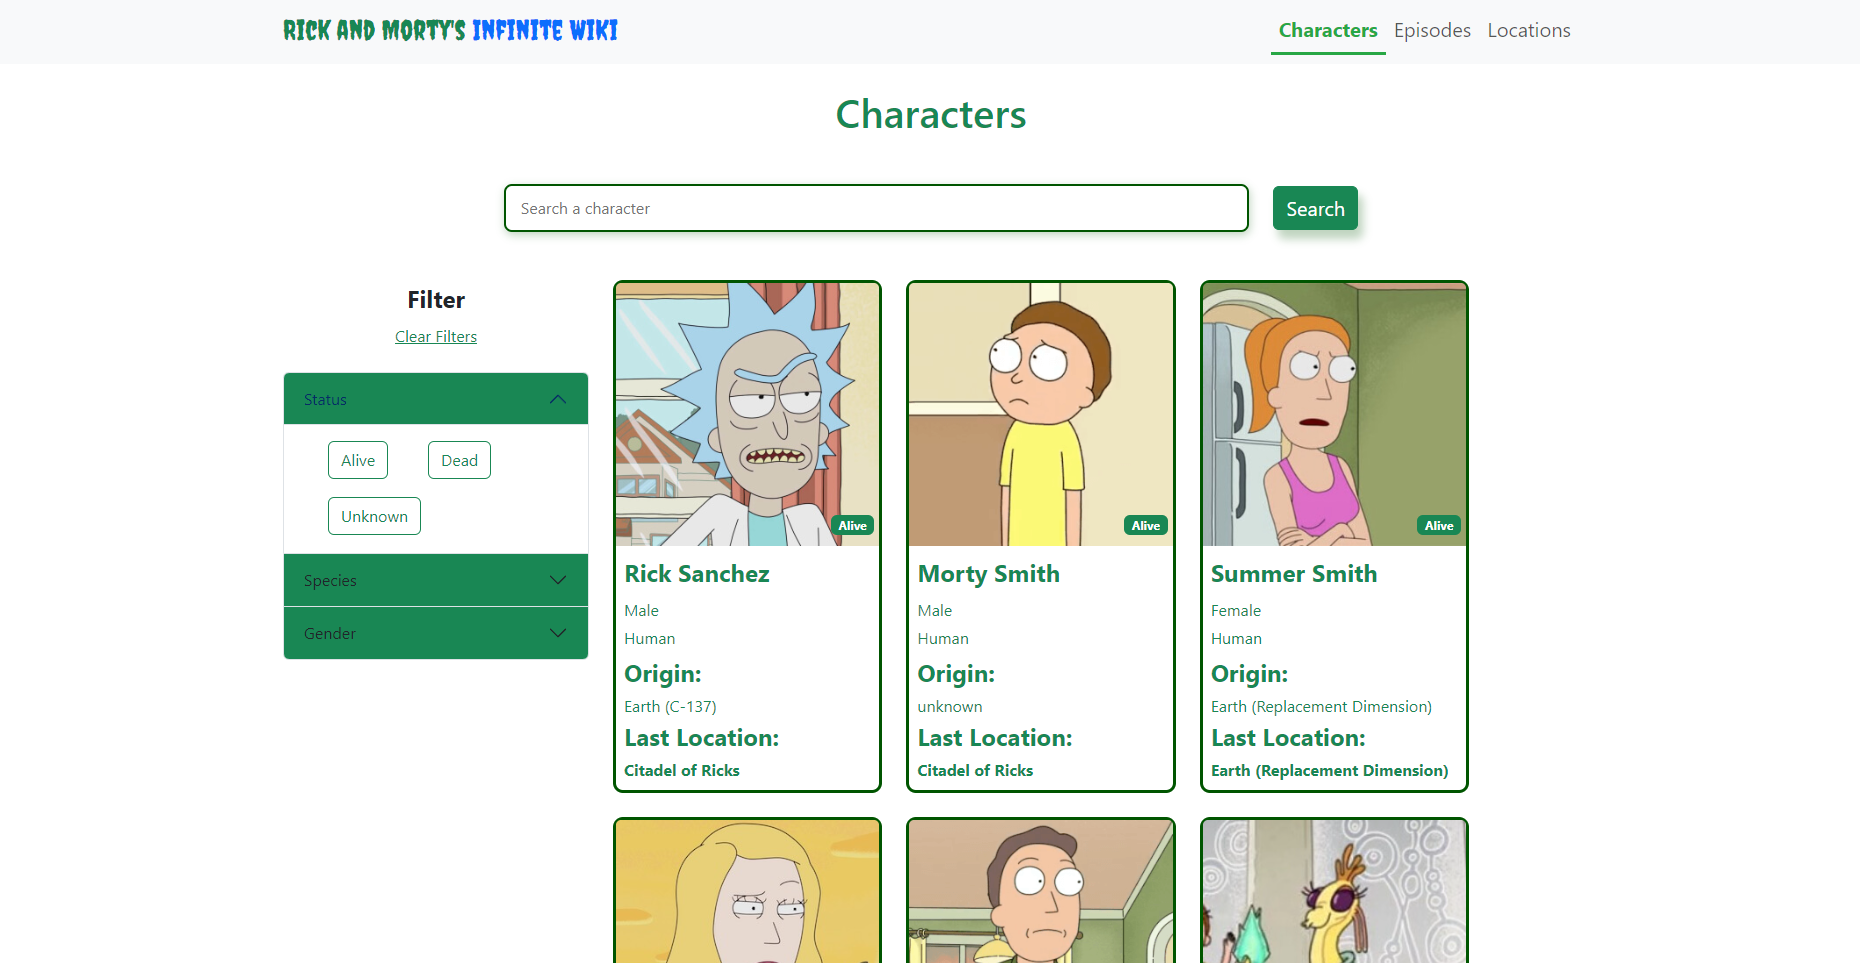 RICK AND MORTY'S INFINITE WIKI
Characters Episodes Locations
Characters
Search a character
Search
Filter
Clear Filters
Status
Alive Dead
Unknown
Species
Gender
Alive
Rick Sanchez
Male
Human
Origin:
Earth (C-137)
Last Location:
Citadel of Ricks
Alive
Morty Smith
Male
Human
Origin:
unknown
Last Location:
Citadel of Ricks
Alive
Summer Smith
Female
Human
Origin:
Earth (Replacement Dimension)
Last Location:
Earth (Replacement Dimension)